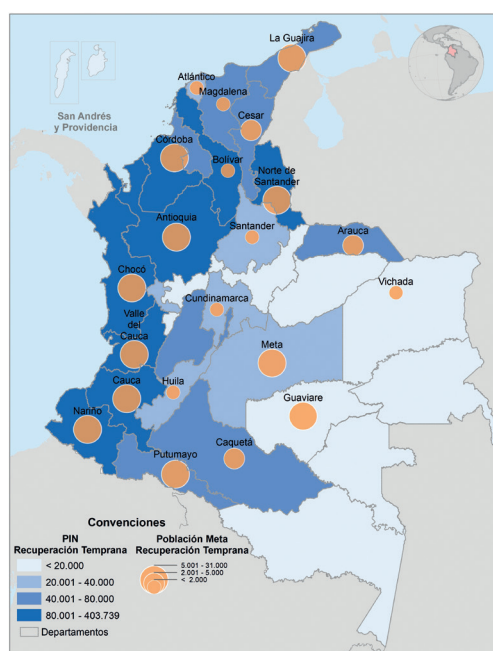 La Guajira
Atlántico
Magdalena
San Andrés
y Providencia
Cesar
Córdoba
Bolívar
Norte de
Santander
Antioquia
Santander
Arauca
Chocó
Vichada
Cundinamarca
Valle
del
Cauca
Meta
Cauca
Huila
Guaviare
Nariño
Caquetá
Putumayo
Convenciones
PIN
Recuperación Temprana
< 20.000
20.001 - 40.000
40.001 - 80.000
80.001 - 403.739
Departamentos
Población Meta
Recuperación Temprana
5.001 - 31.000
2.001 - 5.000
< 2.000